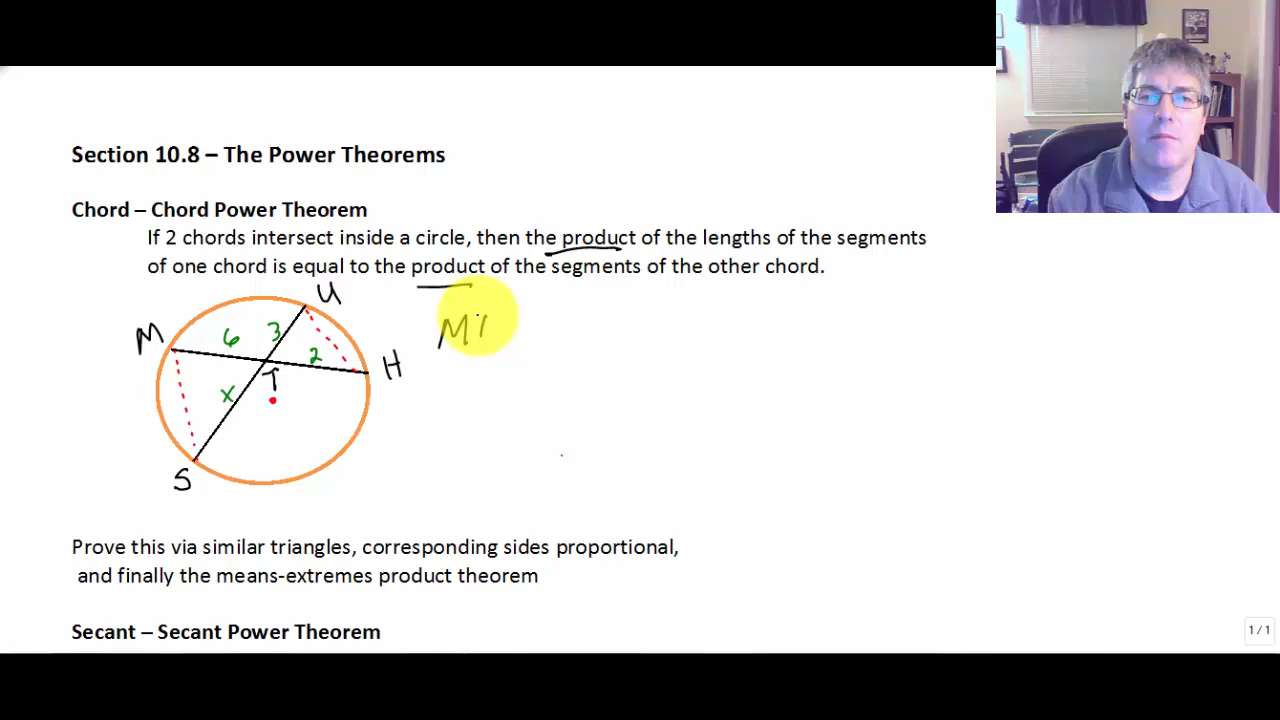 Section 10.8 – The Power Theorems
Chord – Chord Power Theorem
If 2 chords intersect inside a circle, then the product of the lengths of the segments
of one chord is equal to the product of the segments of the other chord.
U
M 6 3
2 H
T
x
S
M
Prove this via similar triangles, corresponding sides proportional,
and finally the means-extremes product theorem
Secant – Secant Power Theorem
1 / 1